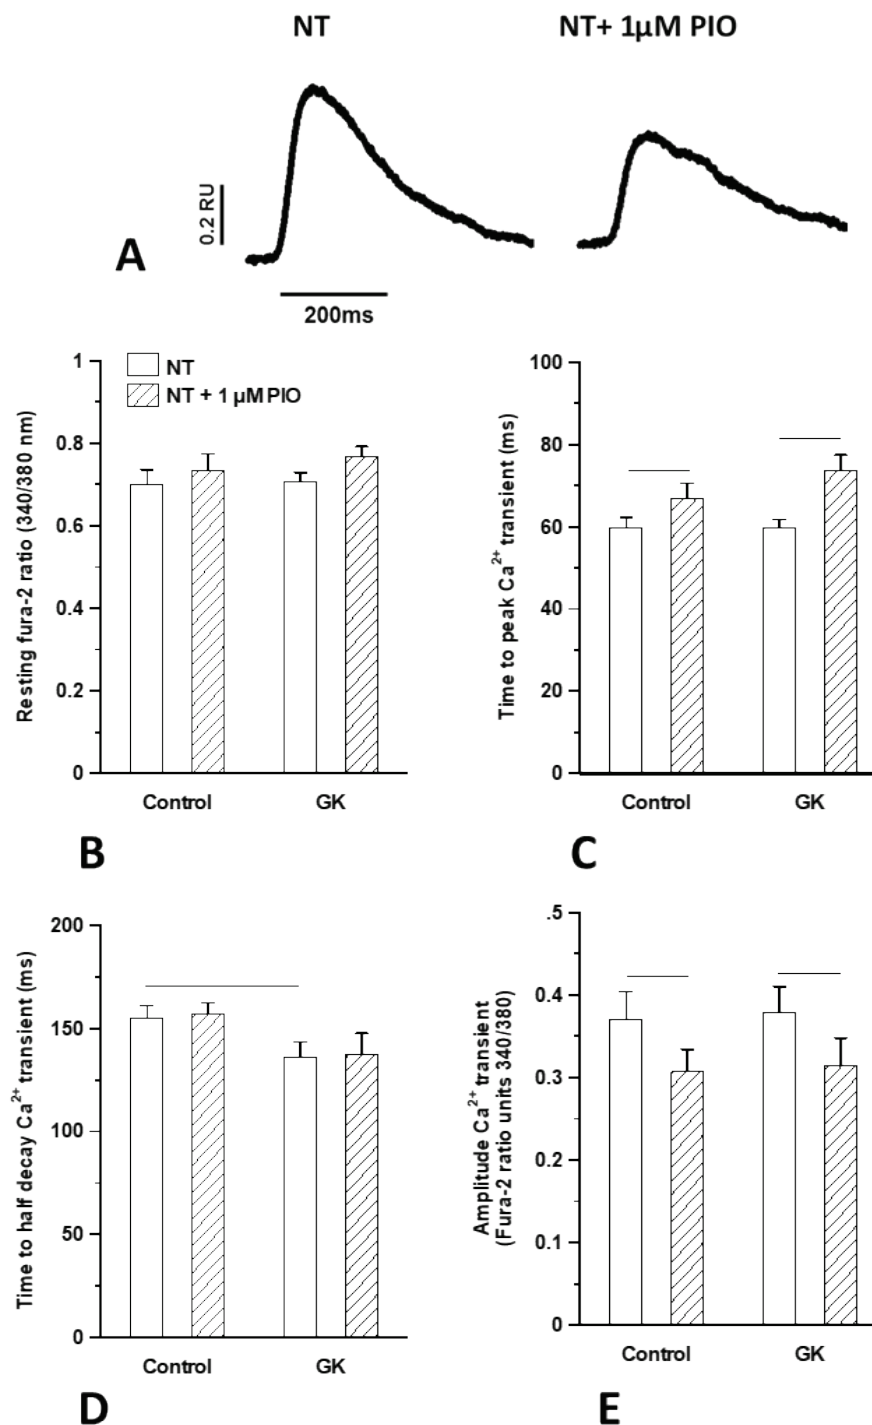 NT
NT+ 1μM PIO
0.2 RU
A
200ms
Resting fura-2 ratio (340/380 nm)
1
0.8
0.6
0.4
0.2
0
NT
NT + 1 μM PIO
Control
GK
B
Time to peak Ca²⁺ transient (ms)
100
80
60
40
20
0
Control
GK
C
Time to half decay Ca²⁺ transient (ms)
200
150
100
50
0
Control
GK
D
Amplitude Ca²⁺ transient
(Fura-2 ratio units 340/380)
.5
0.4
0.3
0.2
0.1
0
Control
GK
E